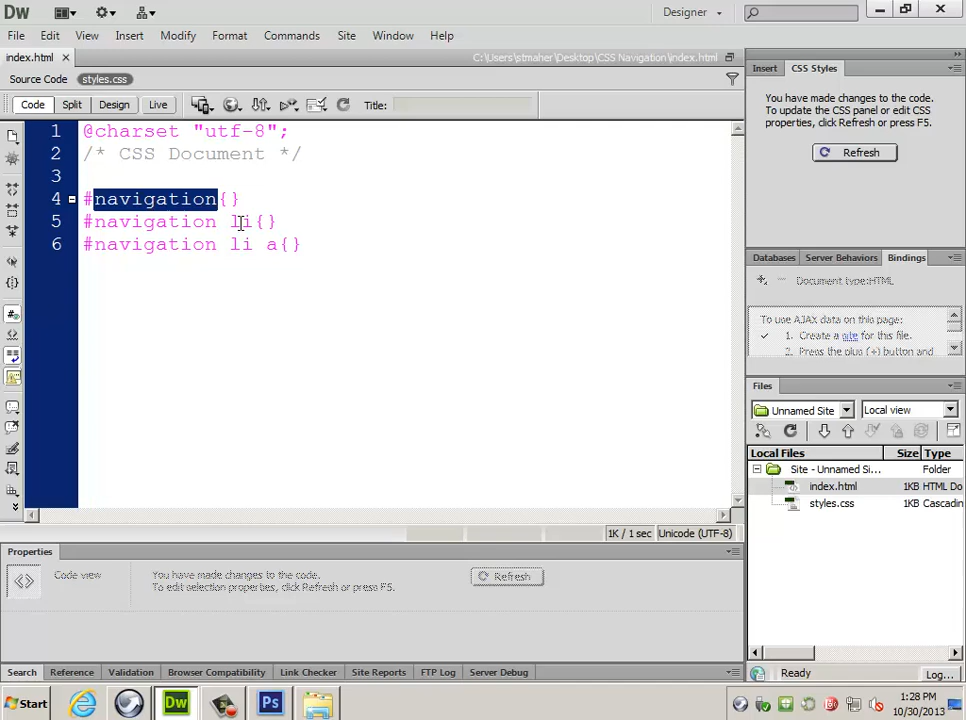 Dw
Designer
File Edit View Insert Modify Format Commands Site Window Help
index.html
C:\Users\stmaher\Desktop\CSS Navigation\index.html
Source Code styles.css
Code Split Design Live Title:
1 @charset "utf-8";
2 /* CSS Document */
3
4 #navigation{}
5 #navigation li{}
6 #navigation li a{}
1K / 1 sec Unicode (UTF-8)
Insert CSS Styles
You have made changes to the code.
To update the CSS panel or edit CSS
properties, click Refresh or press F5.
Refresh
Databases Server Behaviors Bindings
Document type:HTML
To use AJAX data on this page:
1. Create a site for this file.
2. Press the plus (+) button and
Files
Unnamed Site Local view
Local Files Size Type
Site - Unnamed Si... Folder
index.html 1KB HTML Do
styles.css 1KB Cascadin
Ready Log...
Properties
Code view
You have made changes to the code.
To edit selection properties, click Refresh or press F5.
Refresh
Search Reference Validation Browser Compatibility Link Checker Site Reports FTP Log Server Debug
Start
Dw
Ps
1:28 PM
10/30/2013